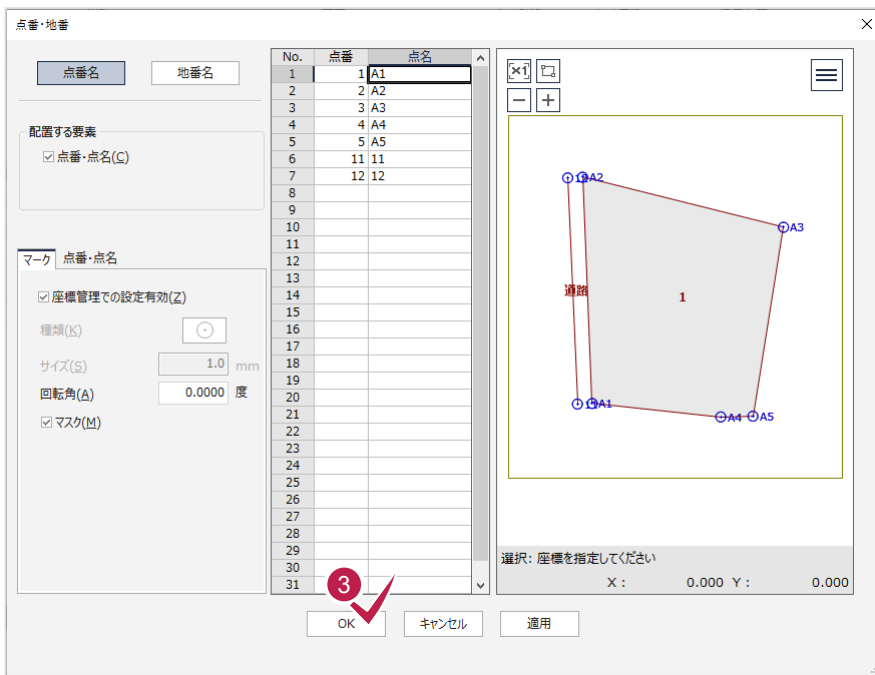 点番・地番
点番名
地番名
配置する要素
点番・点名(C)
マーク
点番・点名
座標管理での設定有効(Z)
種類(K)
サイズ(S)
1.0
mm
回転角(A)
0.0000
度
マスク(M)
No. 点番 点名
1 1 A1
2 2 A2
3 3 A3
4 4 A4
5 5 A5
6 11 11
7 12 12
8
9
10
11
12
13
14
15
16
17
18
19
20
21
22
23
24
25
26
27
28
29
30
31
×1
12 A2
A3
道路
1
11 A1
A4
A5
選択: 座標を指定してください
X : 0.000 Y : 0.000
3
OK
キャンセル
適用